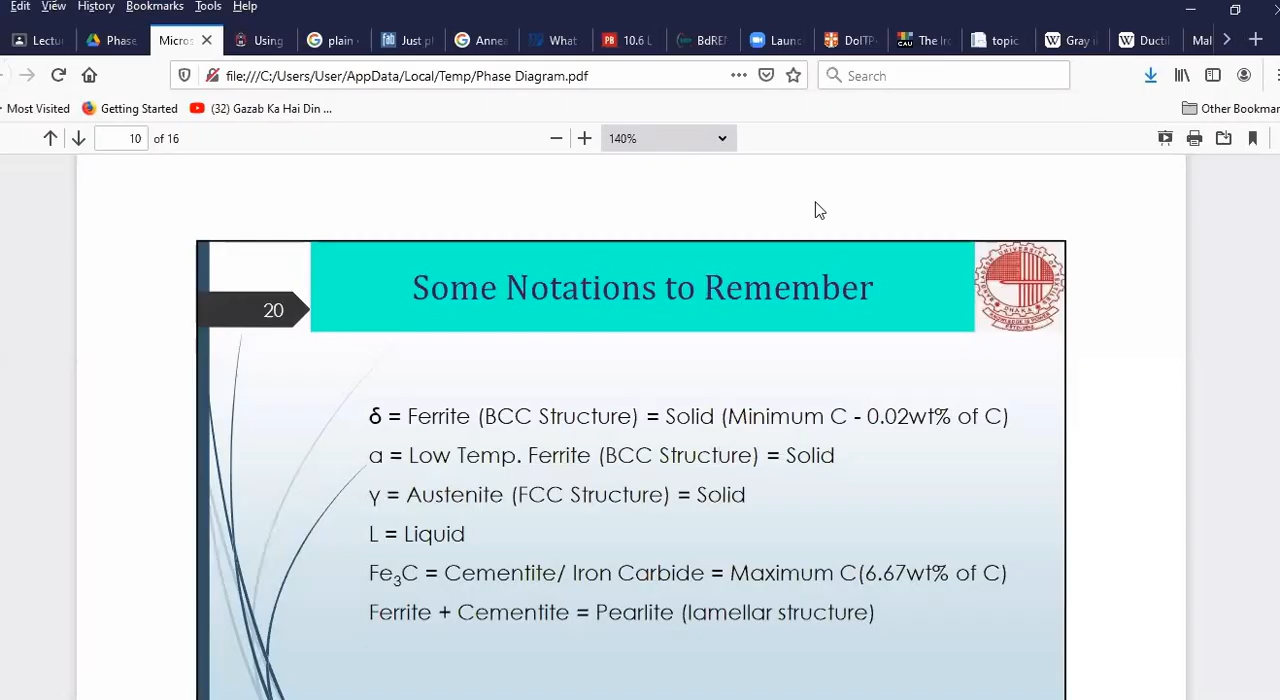 Edit View History Bookmarks Tools Help
Lectu Phase Micros Using plain Just p Annea What 10.6 L BdREN Launc DoITP The Iro topic Gray i Ductil Mal
file:///C:/Users/User/AppData/Local/Temp/Phase Diagram.pdf Search
Most Visited Getting Started (32) Gazab Ka Hai Din ... Other Bookmar
10 of 16 140%
20
Some Notations to Remember
δ = Ferrite (BCC Structure) = Solid (Minimum C - 0.02wt% of C)
α = Low Temp. Ferrite (BCC Structure) = Solid
γ = Austenite (FCC Structure) = Solid
L = Liquid
Fe₃C = Cementite/ Iron Carbide = Maximum C(6.67wt% of C)
Ferrite + Cementite = Pearlite (lamellar structure)